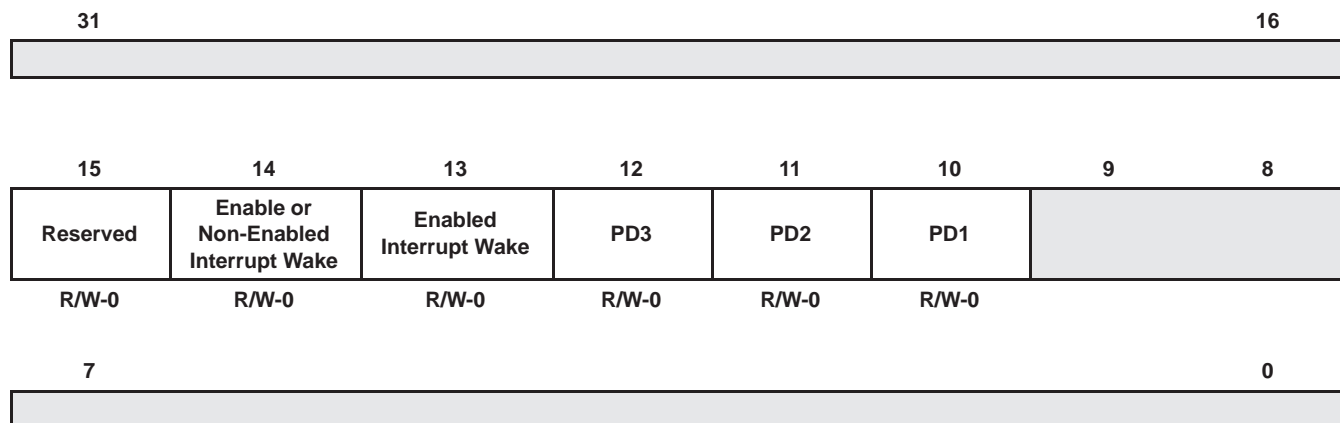 31 16
15 14 13 12 11 10 9 8
Reserved
Enable or
Non-Enabled
Interrupt Wake
Enabled
Interrupt Wake
PD3
PD2
PD1
R/W-0 R/W-0 R/W-0 R/W-0 R/W-0 R/W-0
7 0